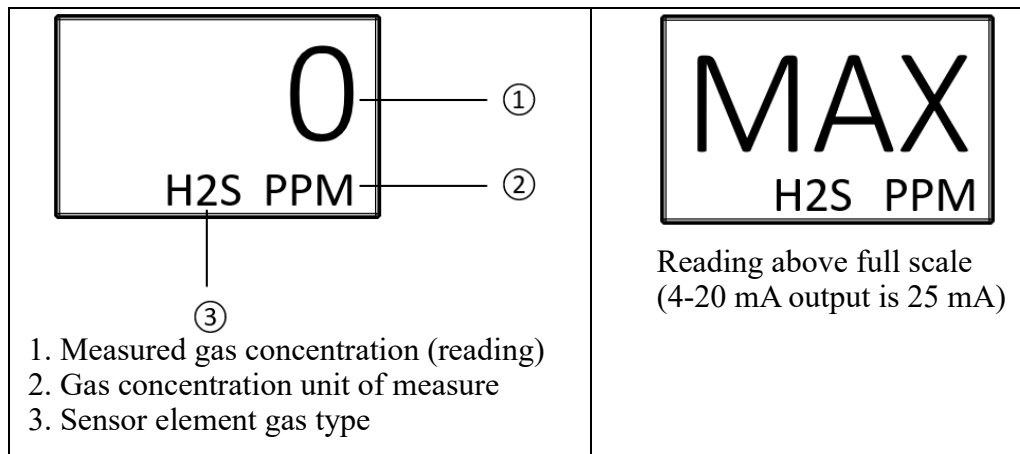 0
①
H2S PPM
②
③
1. Measured gas concentration (reading)
2. Gas concentration unit of measure
3. Sensor element gas type
MAX
H2S PPM
Reading above full scale
(4-20 mA output is 25 mA)